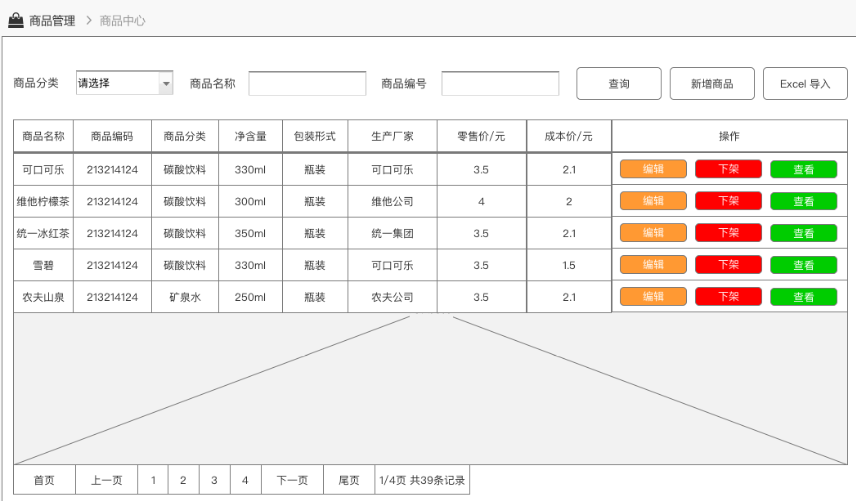 商品管理 > 商品中心
商品分类 请选择 商品名称 商品编号 查询 新增商品 Excel 导入
商品名称 商品编码 商品分类 净含量 包装形式 生产厂家 零售价/元 成本价/元 操作
可口可乐 213214124 碳酸饮料 330ml 瓶装 可口可乐 3.5 2.1 编辑 下架 查看
维他柠檬茶 213214124 碳酸饮料 300ml 瓶装 维他公司 4 2 编辑 下架 查看
统一冰红茶 213214124 碳酸饮料 350ml 瓶装 统一集团 3.5 2.1 编辑 下架 查看
雪碧 213214124 碳酸饮料 330ml 瓶装 可口可乐 3.5 1.5 编辑 下架 查看
农夫山泉 213214124 矿泉水 250ml 瓶装 农夫公司 3.5 2.1 编辑 下架 查看
首页 上一页 1 2 3 4 下一页 尾页 1/4页 共39条记录